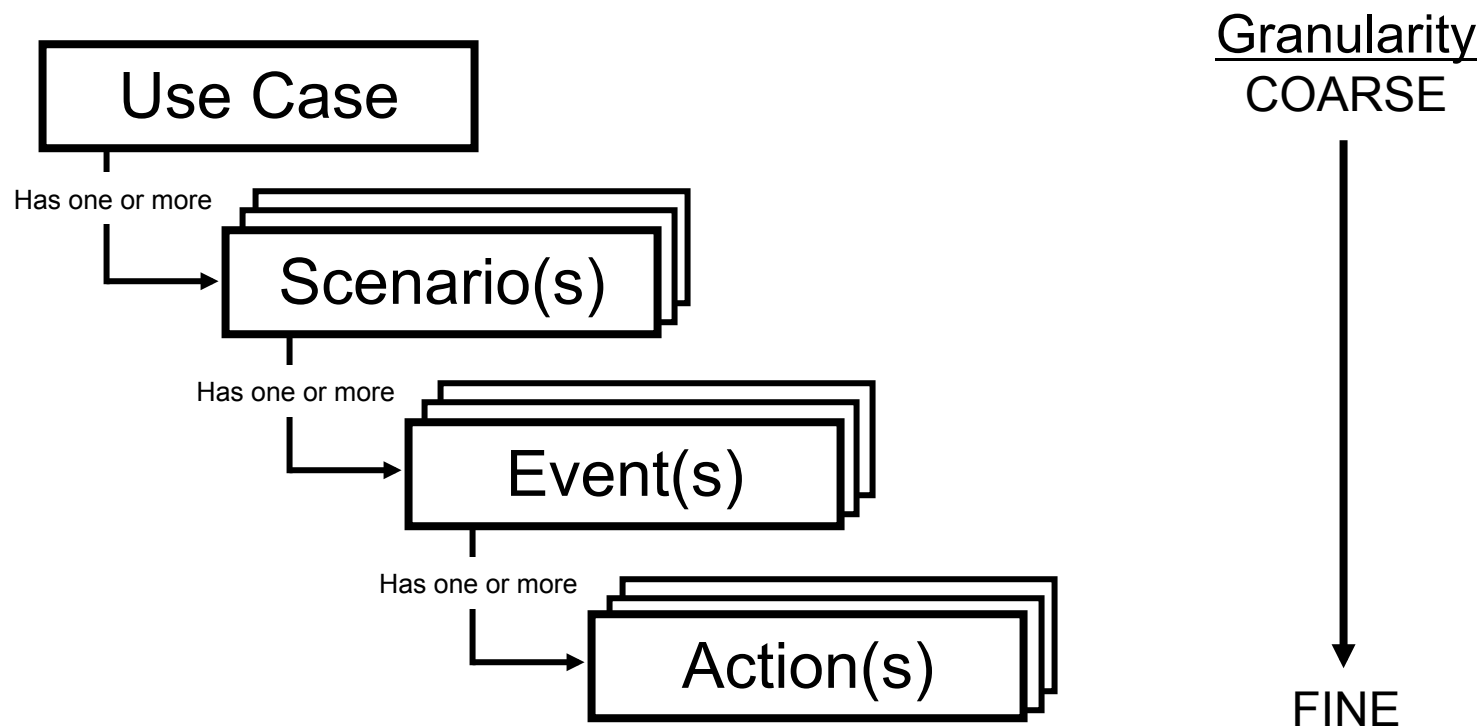 Granularity
COARSE
Use Case
Has one or more
Scenario(s)
Has one or more
Event(s)
Has one or more
Action(s)
FINE